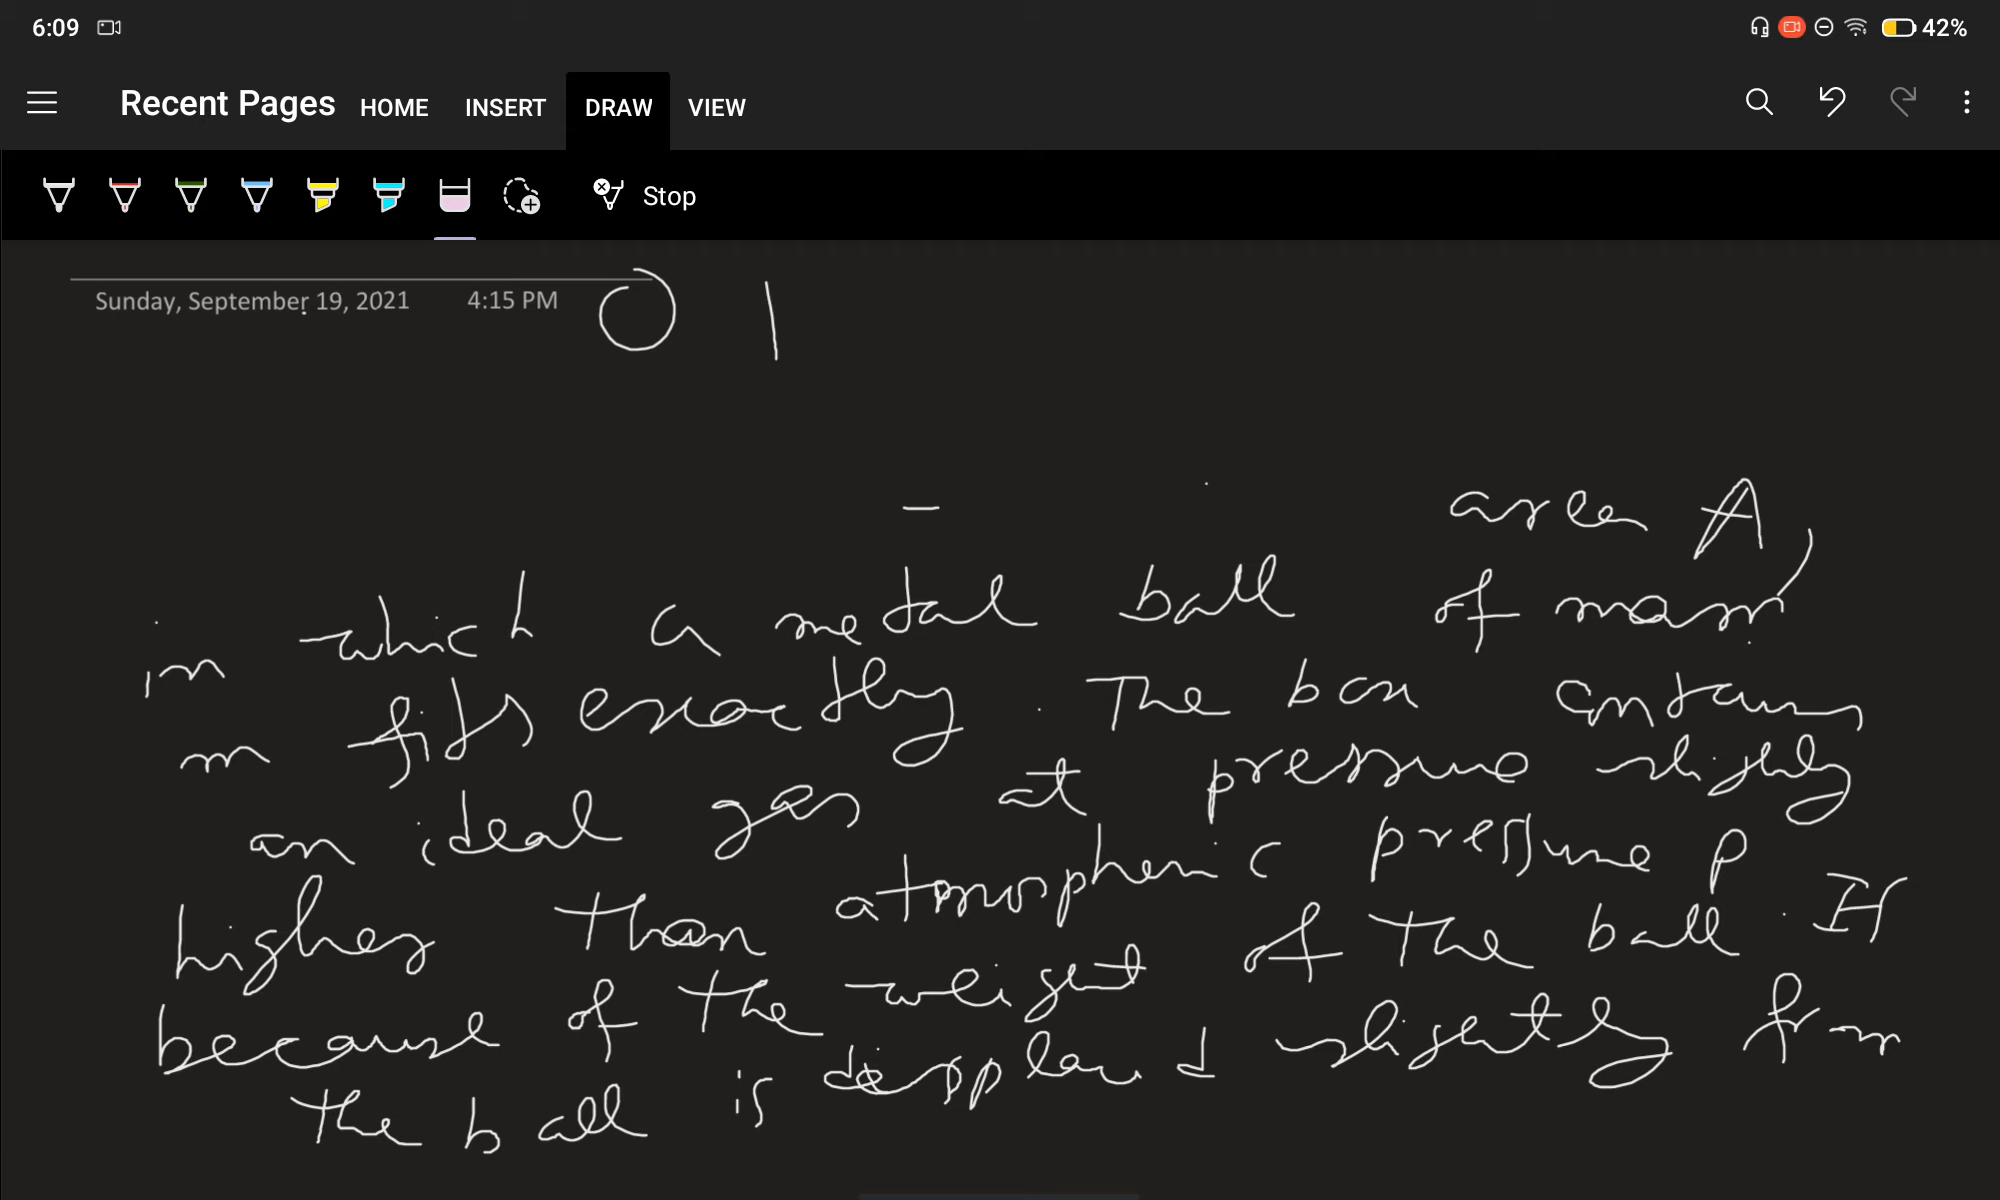 6:09 42%
Recent Pages HOME INSERT DRAW VIEW
Stop
Sunday, September 19, 2021 4:15 PM
O |
area A,
in which a metal ball of mass
m fits exactly. The box contains
an ideal gas at pressure slightly
higher than atmospheric pressure P
because of the weight of the ball. If
the ball is displaced slightly from